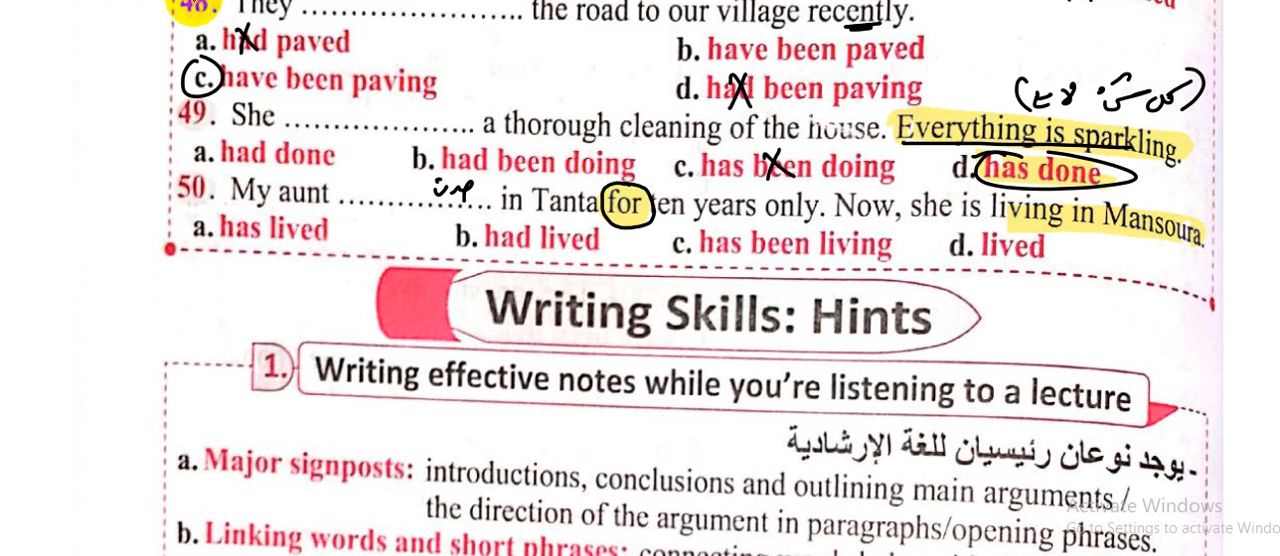 48. They ........................ the road to our village recently.
a. had paved b. have been paved
c. have been paving d. had been paving
49. She ..................... a thorough cleaning of the house. Everything is sparkling.
a. had done b. had been doing c. has been doing d. has done
50. My aunt .................... in Tanta for ten years only. Now, she is living in Mansoura.
a. has lived b. had lived c. has been living d. lived
Writing Skills: Hints
1. Writing effective notes while you're listening to a lecture
- يوجد نوعان رئيسيان للغة الإرشادية
a. Major signposts: introductions, conclusions and outlining main arguments /
the direction of the argument in paragraphs/opening phrases.
b. Linking words and short phrases:
Activate Windows
Go to Settings to activate Windo